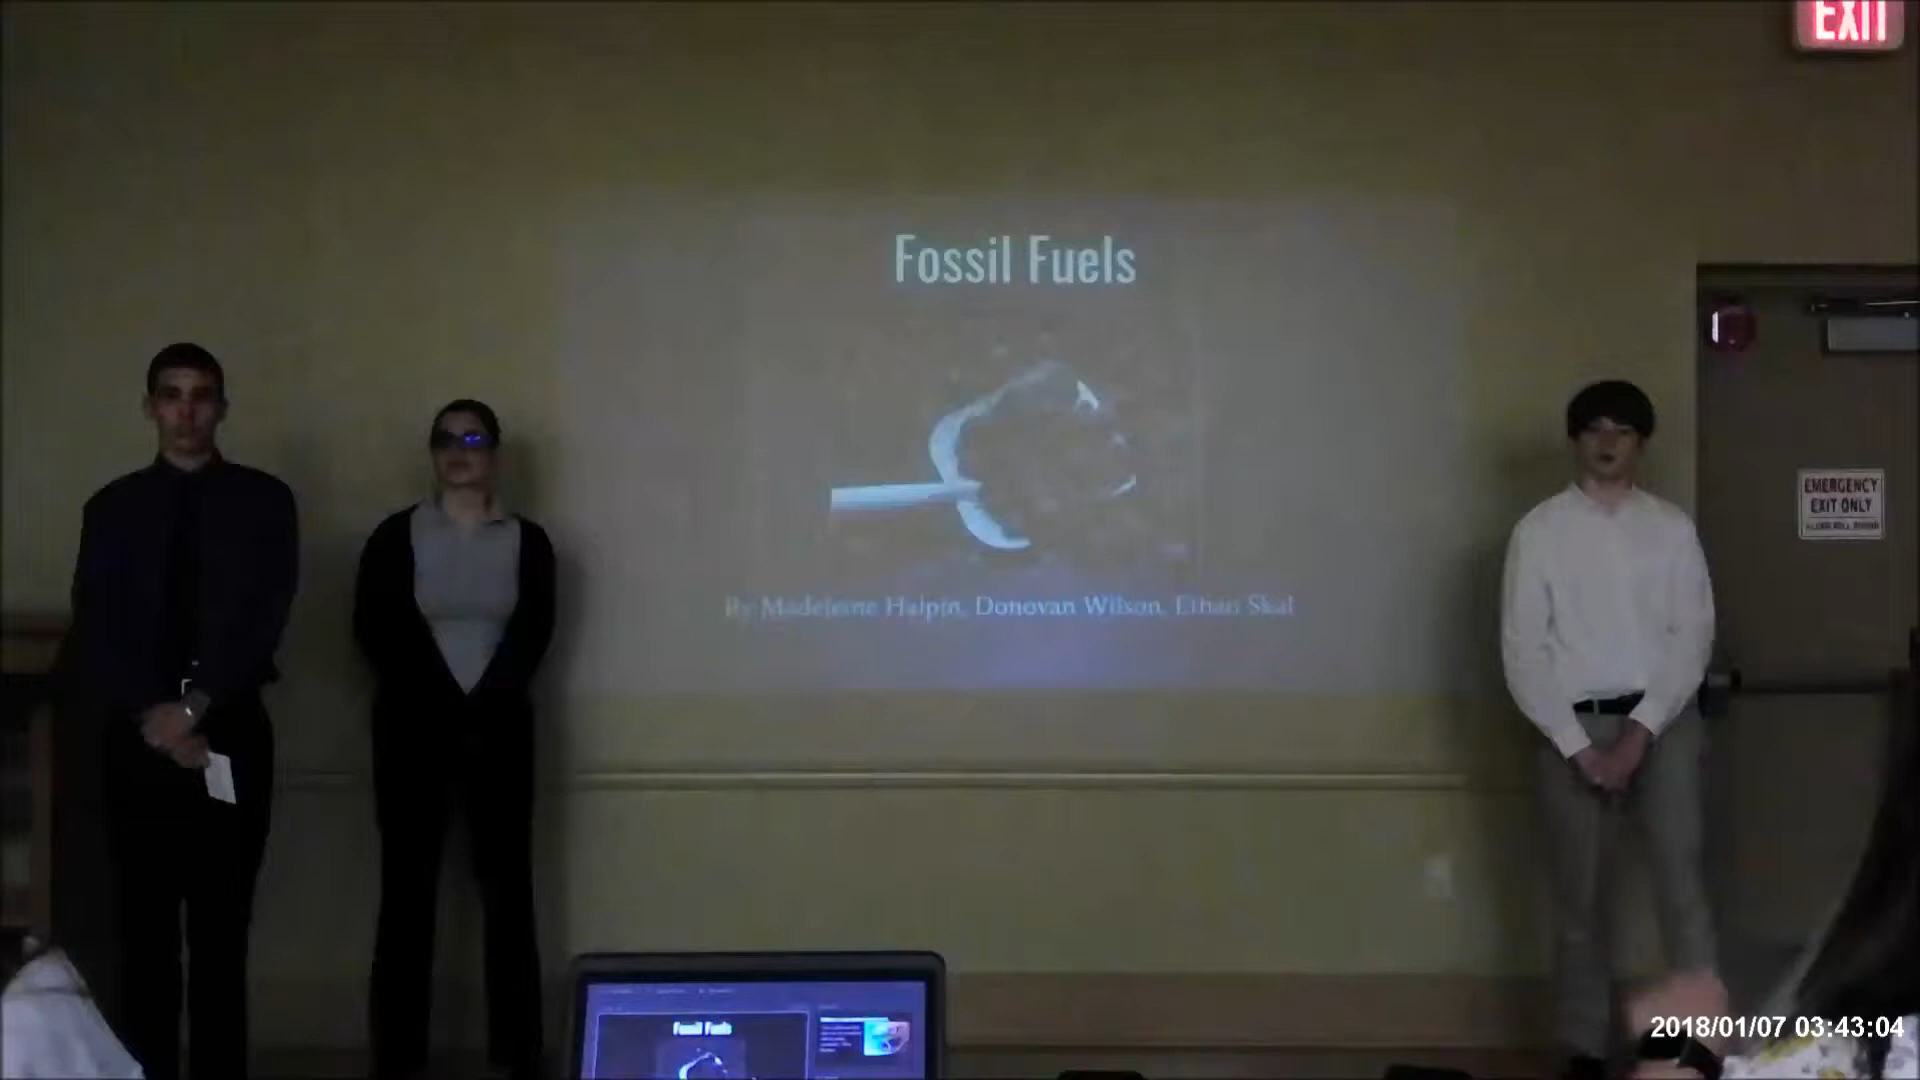 EXIT
Fossil Fuels
By Madeleine Halpin, Donovan Wilson, Ethan Skal
EMERGENCY
EXIT ONLY
Fossil Fuels
2018/01/07 03:43:04